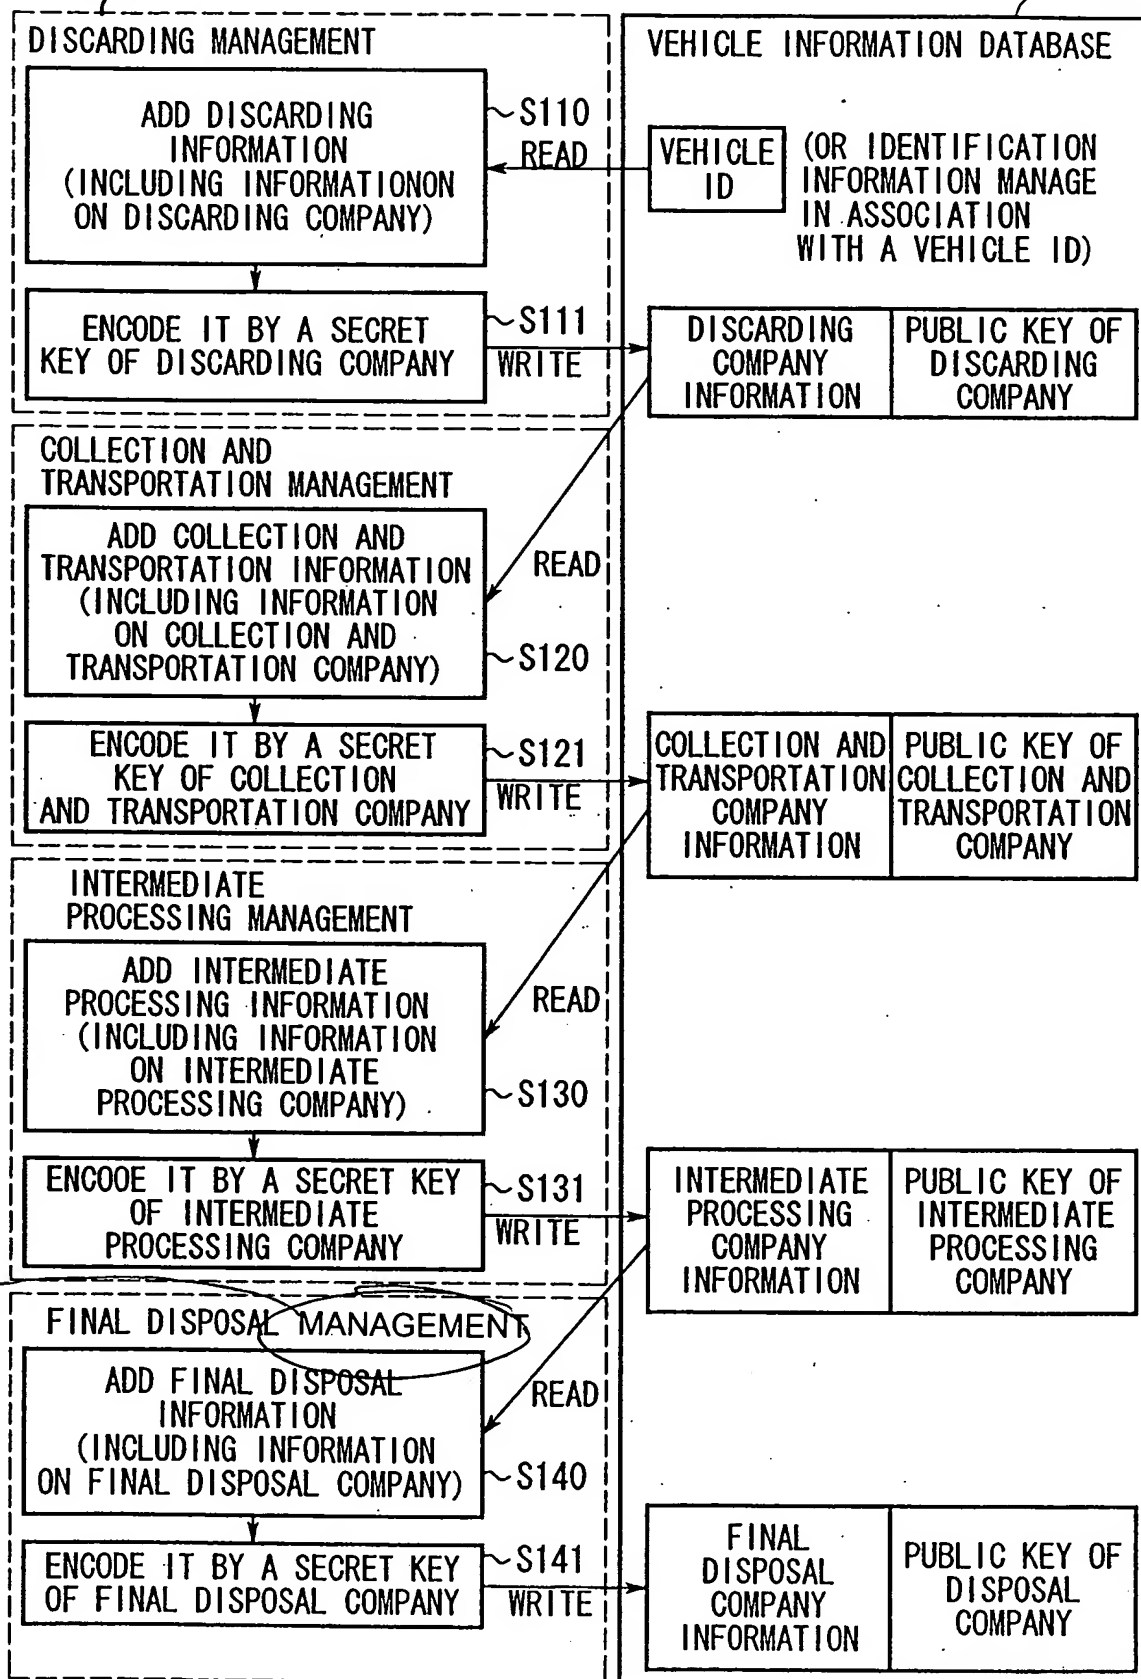 DISCARDING MANAGEMENT
ADD DISCARDING
INFORMATION
(INCLUDING INFORMATIONON
ON DISCARDING COMPANY)
S110
READ
ENCODE IT BY A SECRET
KEY OF DISCARDING COMPANY
S111
WRITE
COLLECTION AND
TRANSPORTATION MANAGEMENT
ADD COLLECTION AND
TRANSPORTATION INFORMATION
(INCLUDING INFORMATION
ON COLLECTION AND
TRANSPORTATION COMPANY)
READ
S120
ENCODE IT BY A SECRET
KEY OF COLLECTION
AND TRANSPORTATION COMPANY
S121
WRITE
INTERMEDIATE
PROCESSING MANAGEMENT
ADD INTERMEDIATE
PROCESSING INFORMATION
(INCLUDING INFORMATION
ON INTERMEDIATE
PROCESSING COMPANY)
READ
S130
ENCOOE IT BY A SECRET KEY
OF INTERMEDIATE
PROCESSING COMPANY
S131
WRITE
FINAL DISPOSAL MANAGEMENT
ADD FINAL DISPOSAL
INFORMATION
(INCLUDING INFORMATION
ON FINAL DISPOSAL COMPANY)
READ
S140
ENCODE IT BY A SECRET KEY
OF FINAL DISPOSAL COMPANY
S141
WRITE
VEHICLE INFORMATION DATABASE
VEHICLE
ID
(OR IDENTIFICATION
INFORMATION MANAGE
IN ASSOCIATION
WITH A VEHICLE ID)
DISCARDING
COMPANY
INFORMATION
PUBLIC KEY OF
DISCARDING
COMPANY
COLLECTION AND
TRANSPORTATION
COMPANY
INFORMATION
PUBLIC KEY OF
COLLECTION AND
TRANSPORTATION
COMPANY
INTERMEDIATE
PROCESSING
COMPANY
INFORMATION
PUBLIC KEY OF
INTERMEDIATE
PROCESSING
COMPANY
FINAL
DISPOSAL
COMPANY
INFORMATION
PUBLIC KEY OF
DISPOSAL
COMPANY